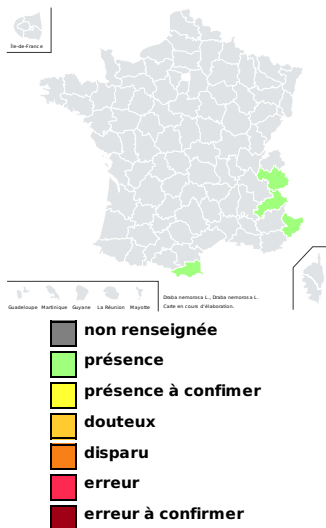 Île-de-France
Guadeloupe Martinique Guyane La Réunion Mayotte
Draba nemorosa L., Draba nemorosa L.
Carte en cours d'élaboration.
non renseignée
présence
présence à confimer
douteux
disparu
erreur
erreur à confirmer